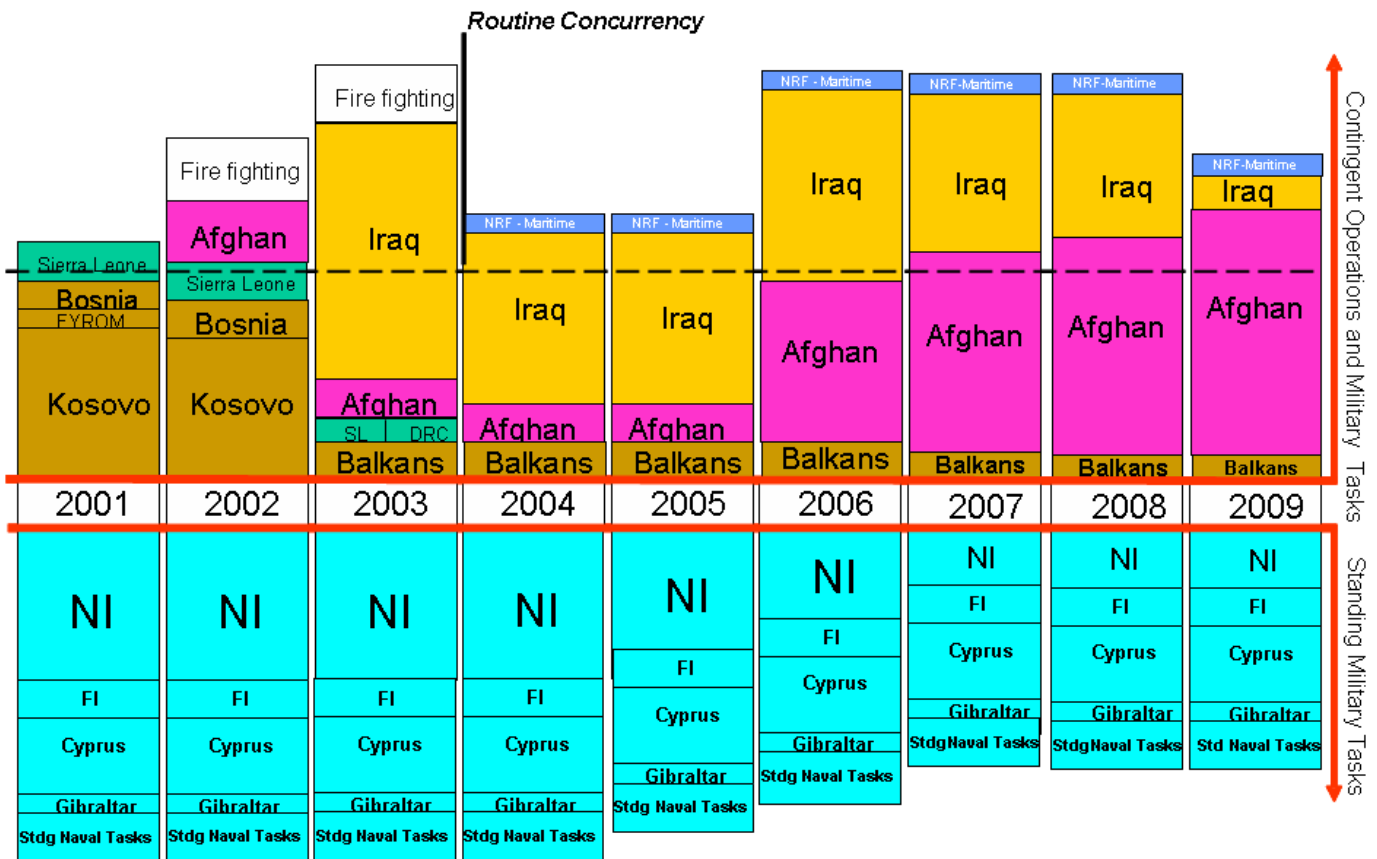 Routine Concurrency
Sierra Leone
Bosnia
FYROM
Kosovo
Fire fighting
Afghan
Sierra Leone
Bosnia
Kosovo
Fire fighting
Iraq
Afghan
SL DRC
Balkans
NRF - Maritime
Iraq
Afghan
Balkans
NRF - Maritime
Iraq
Afghan
Balkans
NRF - Maritime
Iraq
Afghan
Balkans
NRF-Maritime
Iraq
Afghan
Balkans
NRF-Maritime
Iraq
Afghan
Balkans
NRF-Maritime
Iraq
Afghan
Balkans
Contingent Operations and Military Tasks
2001 2002 2003 2004 2005 2006 2007 2008 2009
NI
FI
Cyprus
Gibraltar
Stdg Naval Tasks
NI
FI
Cyprus
Gibraltar
Stdg Naval Tasks
NI
FI
Cyprus
Gibraltar
Stdg Naval Tasks
NI
FI
Cyprus
Gibraltar
Stdg Naval Tasks
NI
FI
Cyprus
Gibraltar
Stdg Naval Tasks
NI
FI
Cyprus
Gibraltar
Stdg Naval Tasks
NI
FI
Cyprus
Gibraltar
Stdg Naval Tasks
NI
FI
Cyprus
Gibraltar
Stdg Naval Tasks
NI
FI
Cyprus
Gibraltar
Std Naval Tasks
Standing Military Tasks